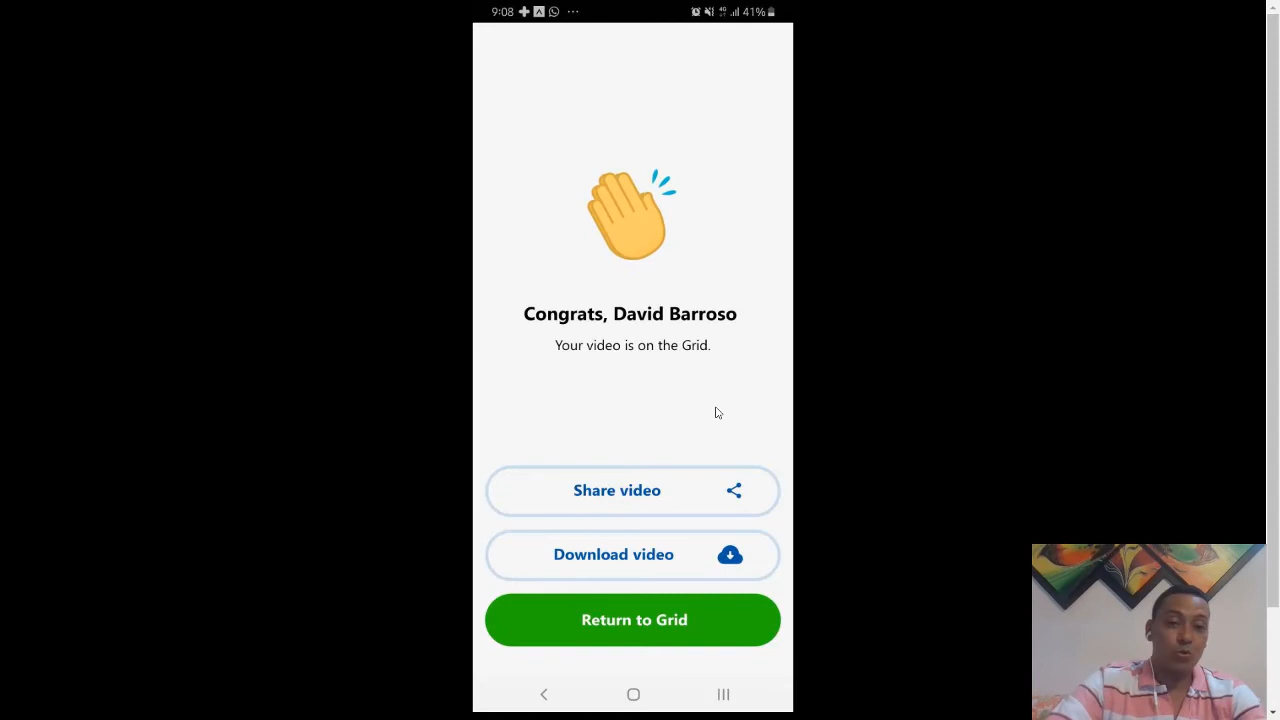 9:08
4G 41%
Congrats, David Barroso
Your video is on the Grid.
Share video
Download video
Return to Grid